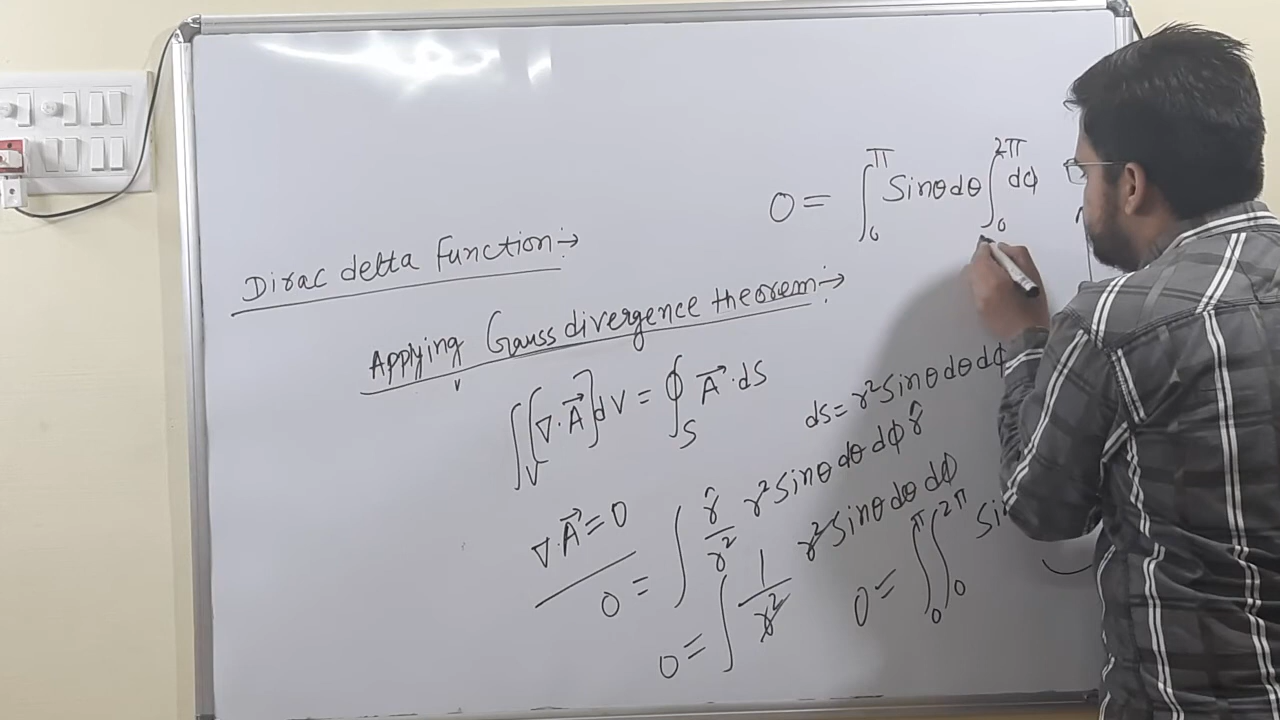 Dirac delta Function:→
Applying Gauss divergence theorem:→
∫∫_V [∇·A⃗] dV = ∮_S A⃗·dS
dS = r² Sinθ dθ dϕ
∇·A⃗ = 0
0 = ∫ r̂/r² r² Sinθ dθ dϕ r̂
0 = ∫ 1/r² r² Sinθ dθ dϕ
0 = ∫₀^π ∫₀^2π
0 = ∫₀^π Sinθ dθ ∫₀^2π dϕ